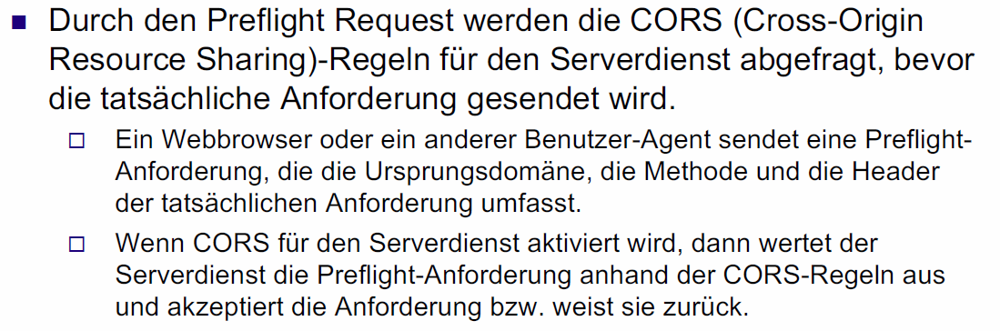 Durch den Preflight Request werden die CORS (Cross-Origin
Resource Sharing)-Regeln für den Serverdienst abgefragt, bevor
die tatsächliche Anforderung gesendet wird.
Ein Webbrowser oder ein anderer Benutzer-Agent sendet eine Preflight-
Anforderung, die die Ursprungsdomäne, die Methode und die Header
der tatsächlichen Anforderung umfasst.
Wenn CORS für den Serverdienst aktiviert wird, dann wertet der
Serverdienst die Preflight-Anforderung anhand der CORS-Regeln aus
und akzeptiert die Anforderung bzw. weist sie zurück.